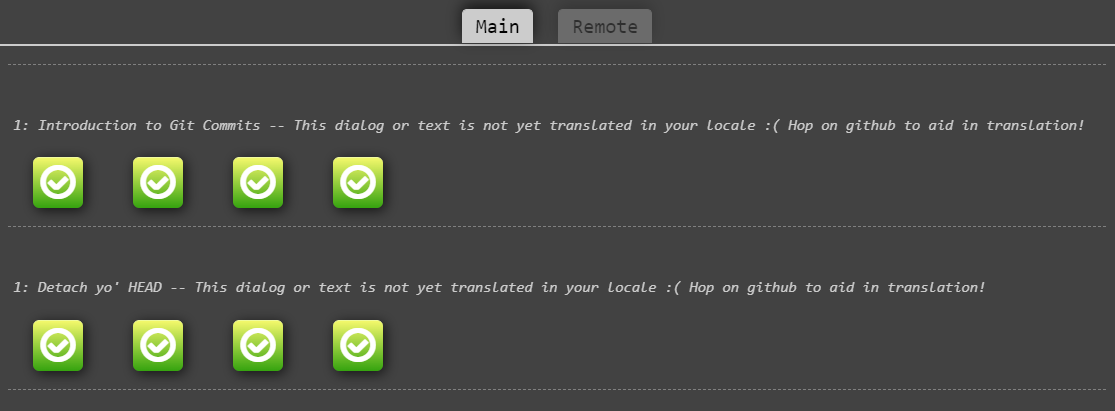 Main
Remote
1: Introduction to Git Commits -- This dialog or text is not yet translated in your locale :( Hop on github to aid in translation!
1: Detach yo' HEAD -- This dialog or text is not yet translated in your locale :( Hop on github to aid in translation!